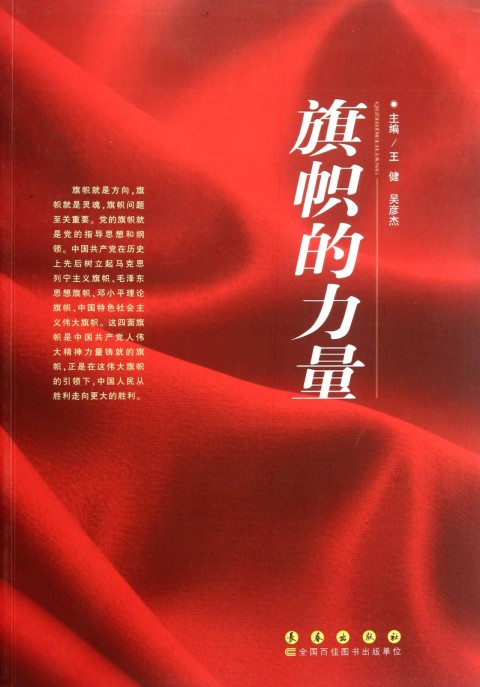 旗帜的力量
QIZHIDELILIANG
主编/王 健 吴彦杰
旗帜就是方向,旗
帜就是灵魂,旗帜问题
至关重要。党的旗帜就
是党的指导思想和纲
领。中国共产党在历史
上先后树立起马克思
列宁主义旗帜、毛泽东
思想旗帜、邓小平理论
旗帜、中国特色社会主
义伟大旗帜。这四面旗
帜是中国共产党人伟
大精神力量铸就的旗
帜,正是在这伟大旗帜
的引领下,中国人民从
胜利走向更大的胜利。
长春出版社
全国百佳图书出版单位